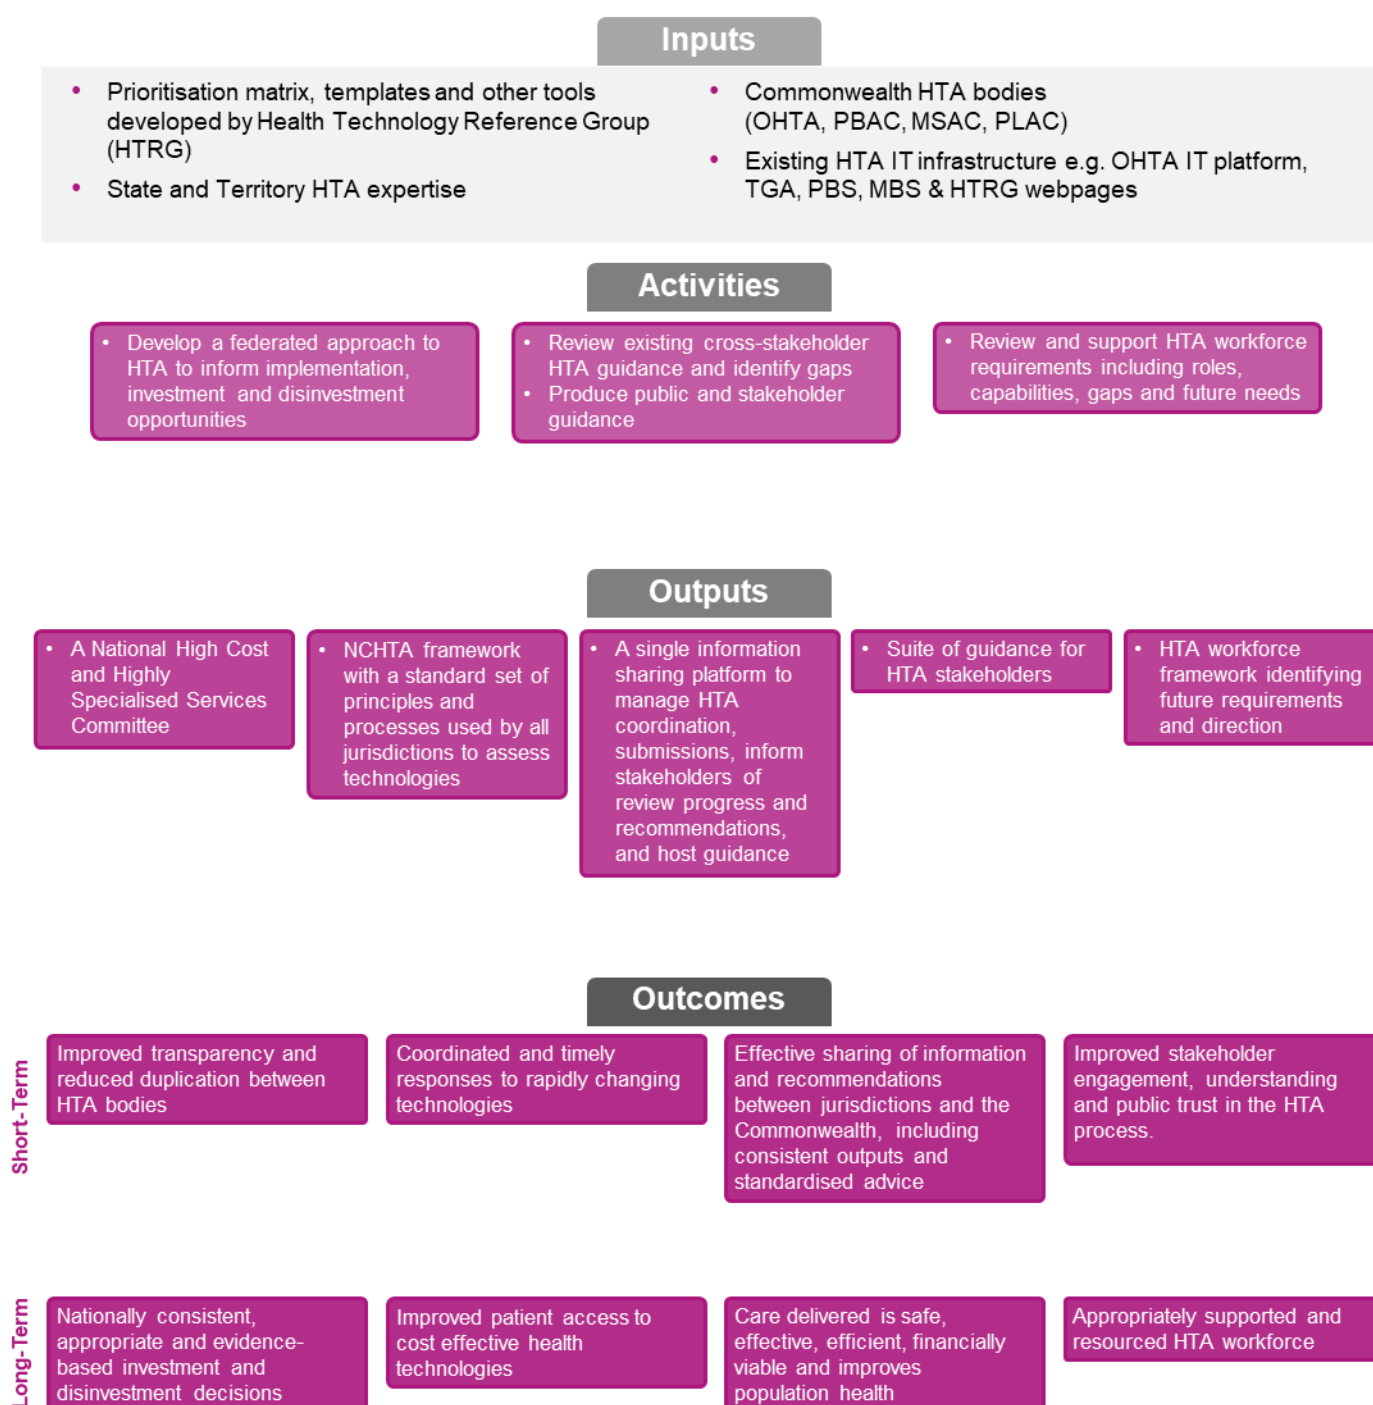 Inputs
• Prioritisation matrix, templates and other tools
developed by Health Technology Reference Group
(HTRG)
• State and Territory HTA expertise
• Commonwealth HTA bodies
(OHTA, PBAC, MSAC, PLAC)
• Existing HTA IT infrastructure e.g. OHTA IT platform,
TGA, PBS, MBS & HTRG webpages
Activities
• Develop a federated approach to
HTA to inform implementation,
investment and disinvestment
opportunities
• Review existing cross-stakeholder
HTA guidance and identify gaps
• Produce public and stakeholder
guidance
• Review and support HTA workforce
requirements including roles,
capabilities, gaps and future needs
Outputs
• A National High Cost
and Highly
Specialised Services
Committee
• NCHTA framework
with a standard set of
principles and
processes used by all
jurisdictions to assess
technologies
• A single information
sharing platform to
manage HTA
coordination,
submissions, inform
stakeholders of
review progress and
recommendations,
and host guidance
• Suite of guidance for
HTA stakeholders
• HTA workforce
framework identifying
future requirements
and direction
Outcomes
Short-Term
Improved transparency and
reduced duplication between
HTA bodies
Coordinated and timely
responses to rapidly changing
technologies
Effective sharing of information
and recommendations
between jurisdictions and the
Commonwealth, including
consistent outputs and
standardised advice
Improved stakeholder
engagement, understanding
and public trust in the HTA
process.
Long-Term
Nationally consistent,
appropriate and evidence-
based investment and
disinvestment decisions
Improved patient access to
cost effective health
technologies
Care delivered is safe,
effective, efficient, financially
viable and improves
population health
Appropriately supported and
resourced HTA workforce